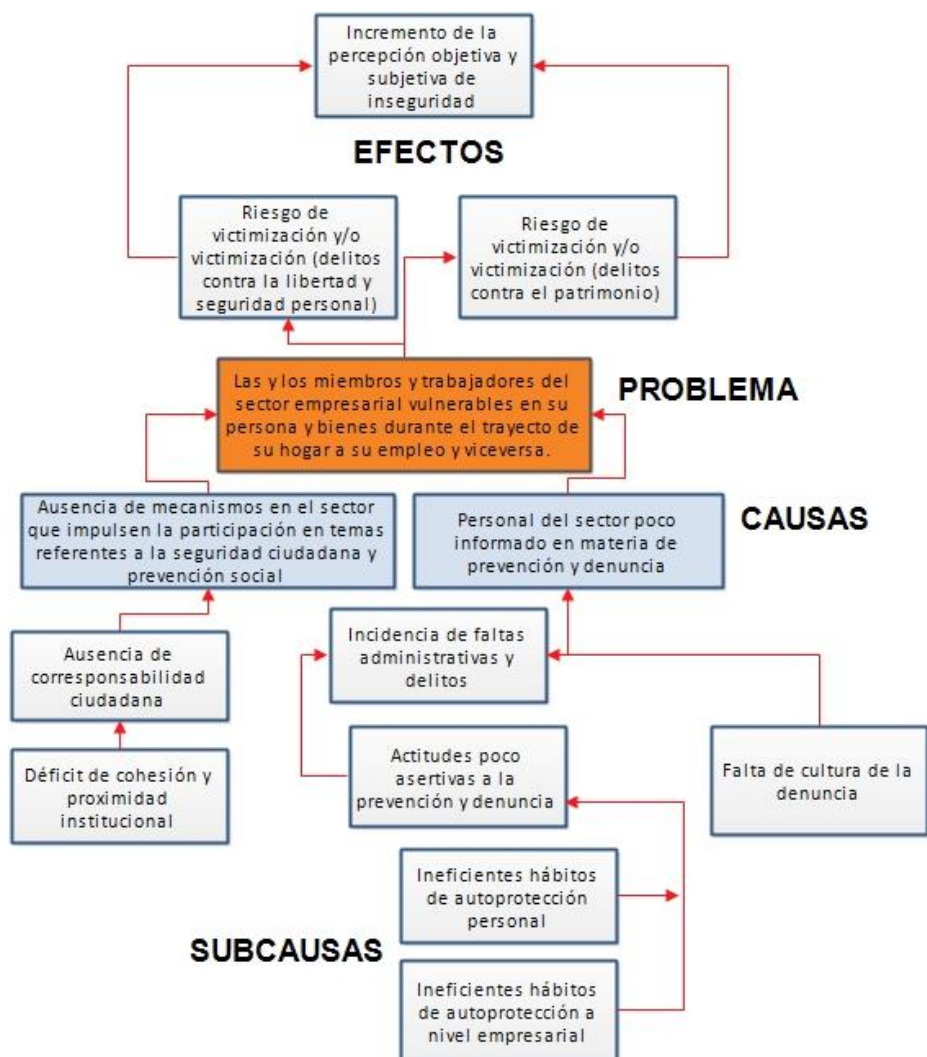 Incremento de la
percepción objetiva y
subjetiva de
inseguridad
EFECTOS
Riesgo de
victimización y/o
victimización (delitos
contra la libertad y
seguridad personal)
Riesgo de
victimización y/o
victimización (delitos
contra el patrimonio)
Las y los miembros y trabajadores del
sector empresarial vulnerables en su
persona y bienes durante el trayecto de
su hogar a su empleo y viceversa.
PROBLEMA
Ausencia de mecanismos en el sector
que impulsen la participación en temas
referentes a la seguridad ciudadana y
prevención social
Personal del sector poco
informado en materia de
prevención y denuncia
CAUSAS
Ausencia de
corresponsabilidad
ciudadana
Incidencia de faltas
administrativas y
delitos
Déficit de cohesión y
proximidad
institucional
Actitudes poco
asertivas a la
prevención y denuncia
Falta de cultura de la
denuncia
Ineficientes hábitos
de autoprotección
personal
SUBCAUSAS
Ineficientes hábitos
de autoprotección a
nivel empresarial